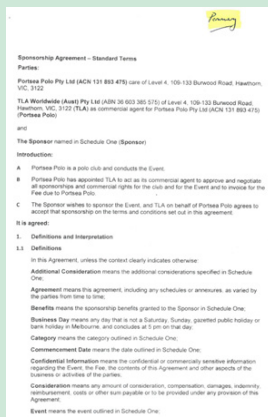 Primary
Sponsorship Agreement – Standard Terms
Parties:
Portsea Polo Pty Ltd (ACN 131 893 475) care of Level 4, 109-133 Burwood Road, Hawthorn,
VIC, 3122
TLA Worldwide (Aust) Pty Ltd (ABN 36 603 385 575) of Level 4, 109-133 Burwood Road,
Hawthorn, VIC, 3122 (TLA) as commercial agent for Portsea Polo Pty Ltd (ACN 131 893 475)
(Portsea Polo)
and
The Sponsor named in Schedule One (Sponsor)
Introduction:
A Portsea Polo is a polo club and conducts the Event;
B Portsea Polo has appointed TLA to act as its commercial agent to approve and negotiate
all sponsorships and commercial rights for the club and for the Event and to invoice for the
Fee due to Portsea Polo.
C The Sponsor wishes to sponsor the Event, and TLA on behalf of Portsea Polo agrees to
accept that sponsorship on the terms and conditions set out in this agreement.
It is agreed:
1. Definitions and Interpretation
1.1 Definitions
In this Agreement, unless the context clearly indicates otherwise:
Additional Consideration means the additional considerations specified in Schedule
One;
Agreement means this agreement, including any schedules or annexures, as varied by
the parties from time to time;
Benefits means the sponsorship benefits granted to the Sponsor in Schedule One;
Business Day means any day that is not a Saturday, Sunday, gazetted public holiday or
bank holiday in Melbourne, and concludes at 5 pm on that day;
Category means the category outlined in Schedule One;
Commencement Date means the date outlined in Schedule One;
Confidential Information means the confidential or commercially sensitive information
regarding the Event, the Fee, the contents of this Agreement and other aspects of the
business or activities of the parties;
Consideration means any amount of consideration, compensation, damages, indemnity,
reimbursement, costs or other sum payable or to be provided under any provision of this
Agreement;
Event means the event outlined in Schedule One;